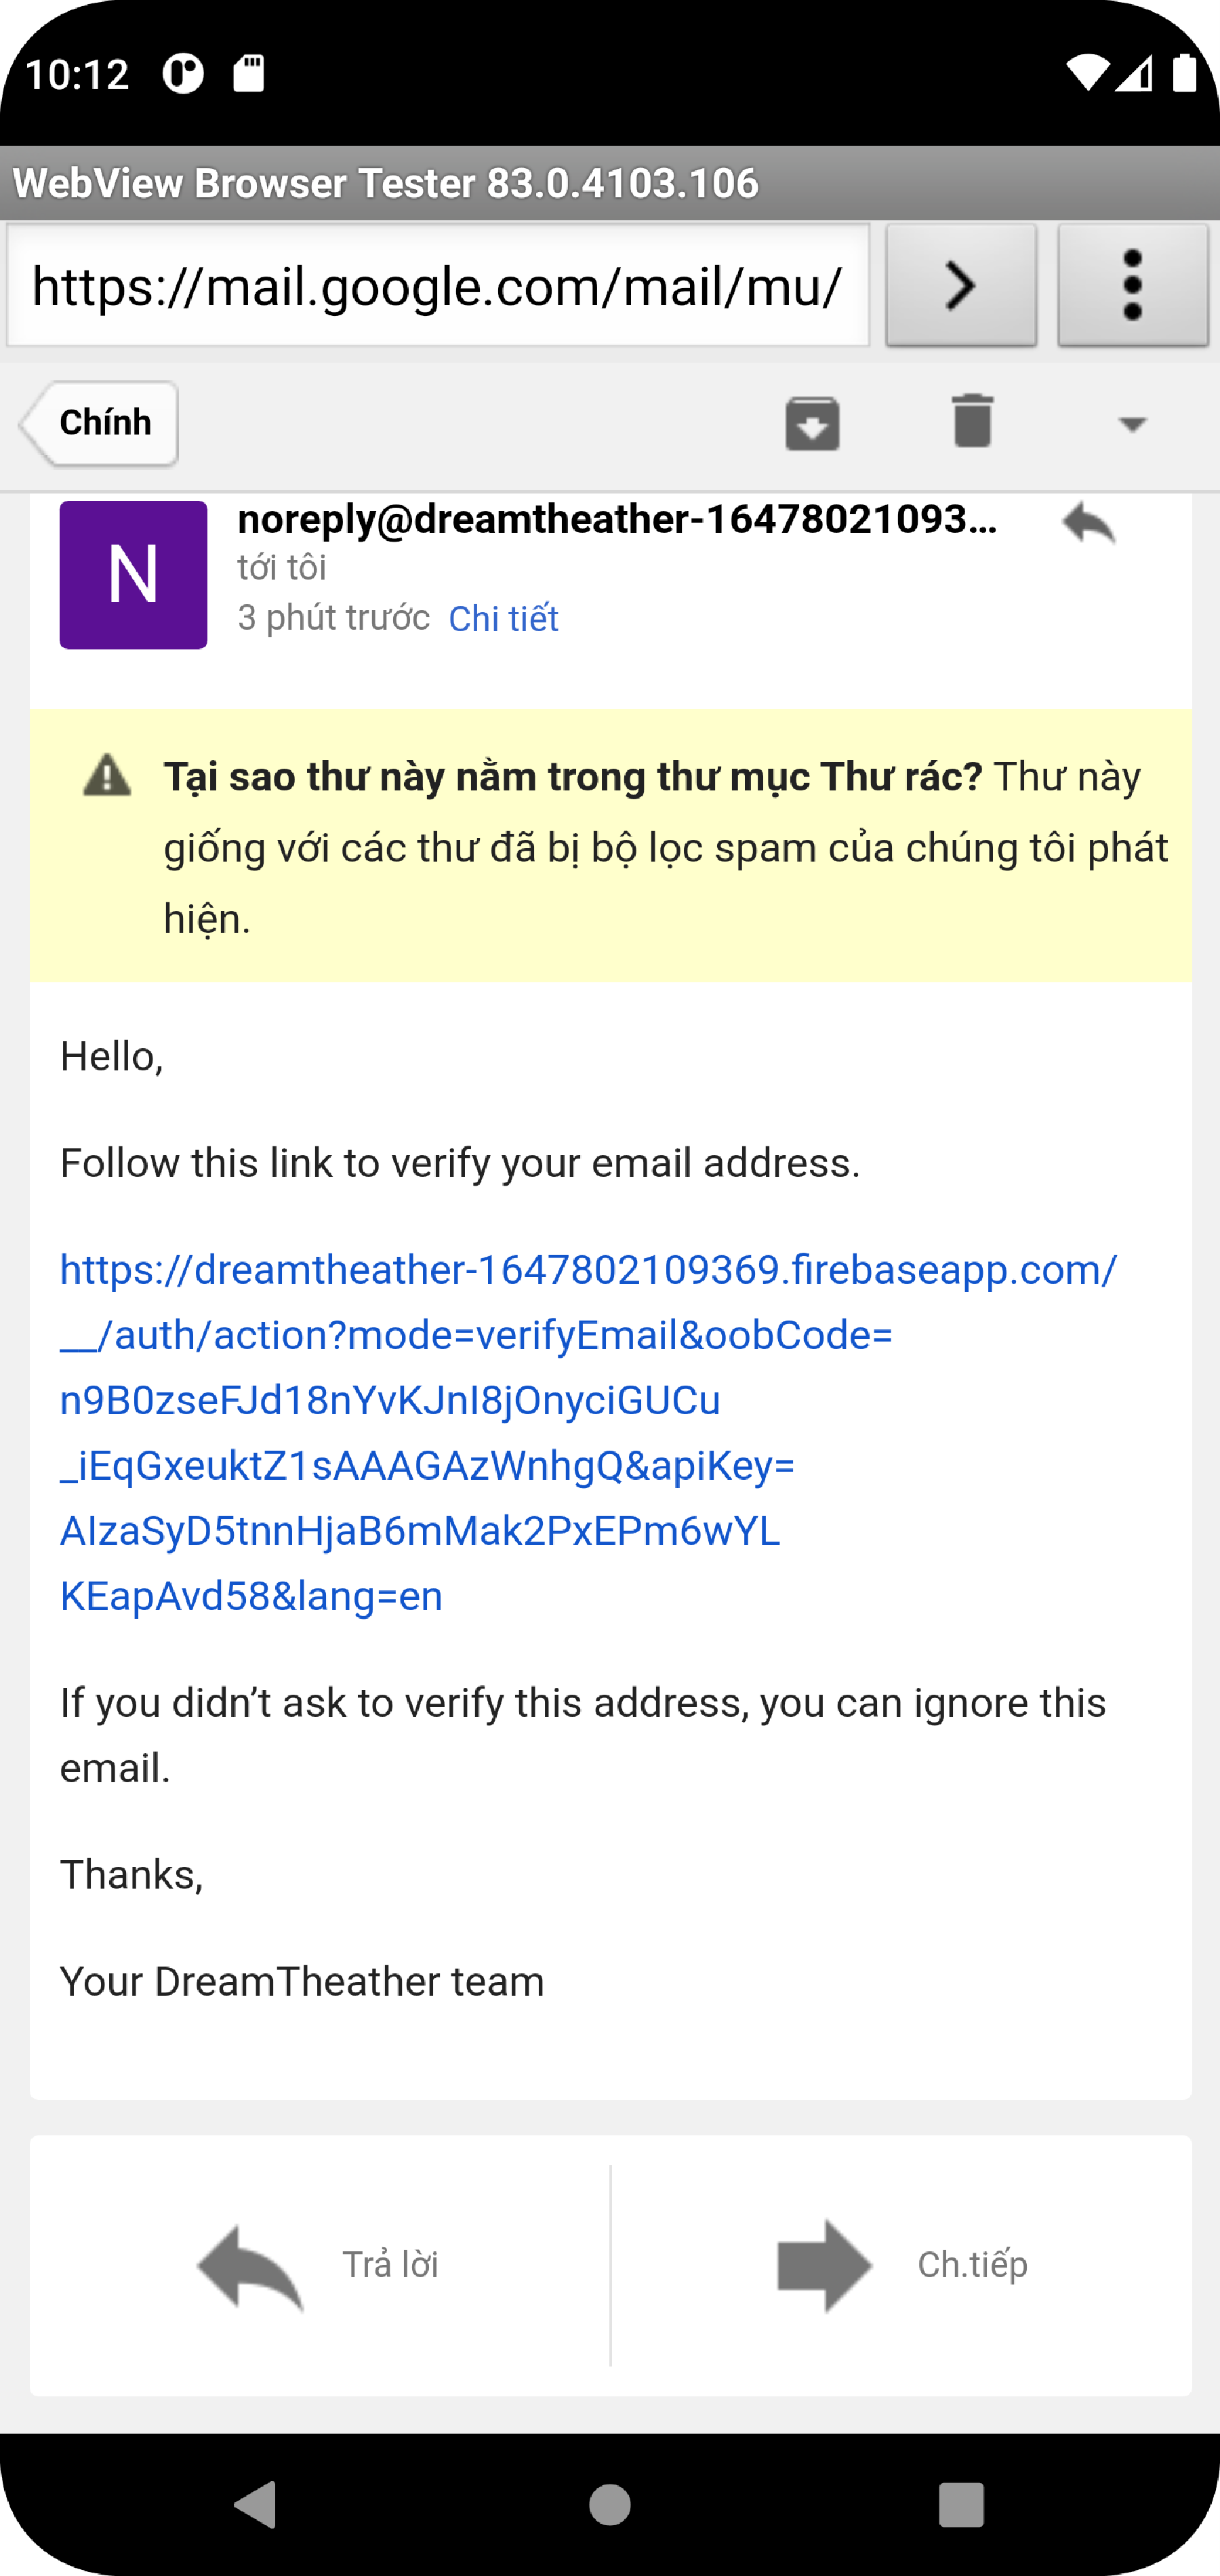 10:12
WebView Browser Tester 83.0.4103.106
https://mail.google.com/mail/mu/
Chính
N
noreply@dreamtheather-16478021093...
tới tôi
3 phút trước Chi tiết
Tại sao thư này nằm trong thư mục Thư rác? Thư này
giống với các thư đã bị bộ lọc spam của chúng tôi phát
hiện.
Hello,
Follow this link to verify your email address.
https://dreamtheather-1647802109369.firebaseapp.com/
__/auth/action?mode=verifyEmail&oobCode=
n9B0zseFJd18nYvKJnI8jOnyciGUCu
_iEqGxeuktZ1sAAAGAzWnhgQ&apiKey=
AIzaSyD5tnnHjaB6mMak2PxEPm6wYL
KEapAvd58&lang=en
If you didn’t ask to verify this address, you can ignore this
email.
Thanks,
Your DreamTheather team
Trả lời
Ch.tiếp